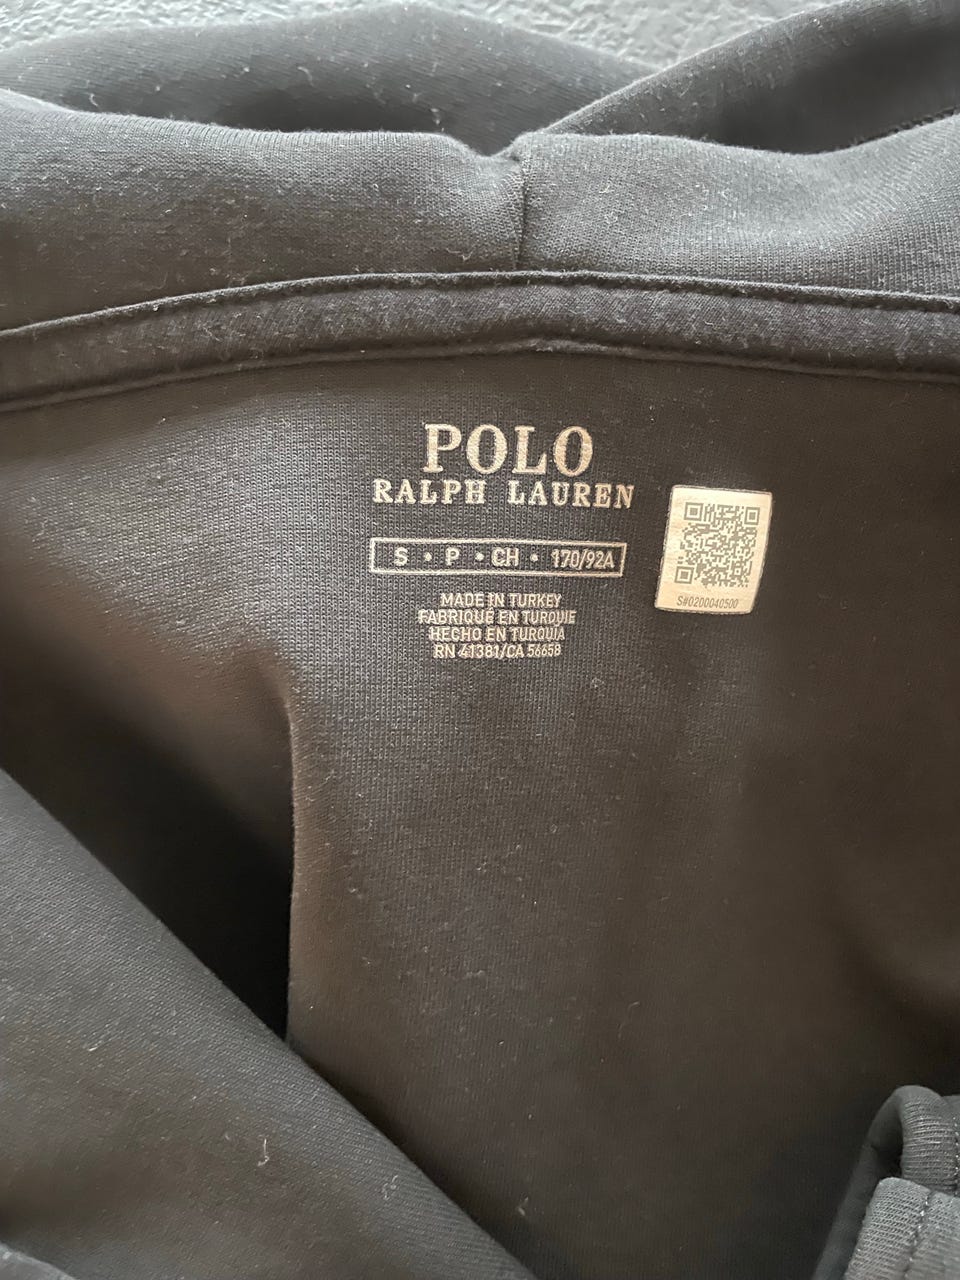 POLO
RALPH LAUREN
S • P • CH • 170/92A
MADE IN TURKEY
FABRIQUÉ EN TURQUIE
HECHO EN TURQUÍA
RN 41381/CA 56658
S#0200040500